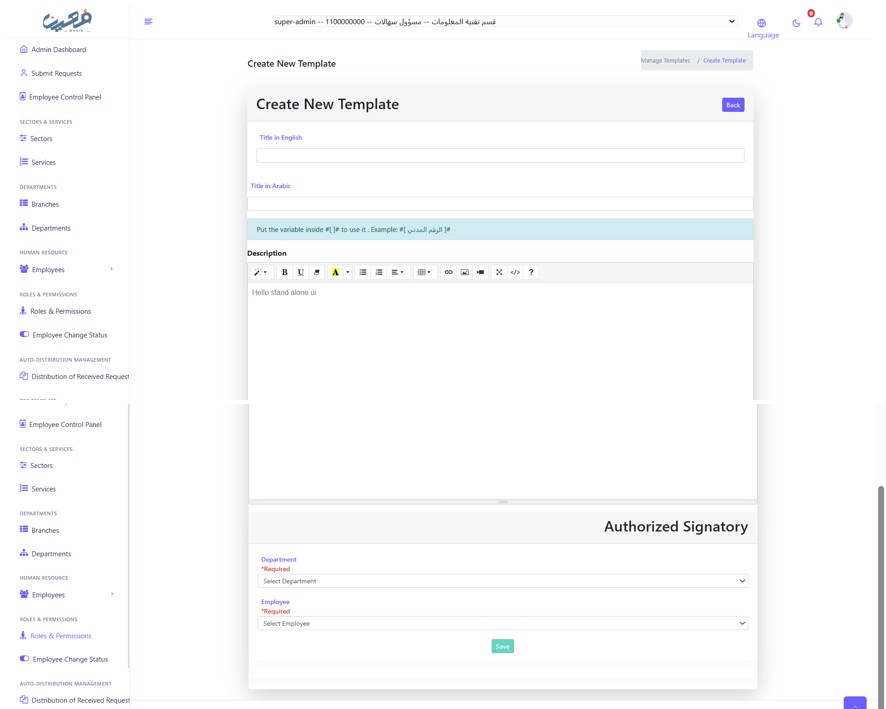 فرصين
Basik
Admin Dashboard
Submit Requests
Employee Control Panel
SECTORS & SERVICES
Sectors
Services
DEPARTMENTS
Branches
Departments
HUMAN RESOURCE
Employees
ROLES & PERMISSIONS
Roles & Permissions
Employee Change Status
AUTO-DISTRIBUTION MANAGEMENT
Distribution of Received Request
super-admin -- 1100000000 -- قسم تقنية المعلومات -- مسؤول سهالات
Language
0
Create New Template
Manage Templates / Create Template
Create New Template
Back
Title in English
Title in Arabic
Put the variable inside #[ ]# to use it . Example: #[ الرقم المدني ]#
Description
B U A </> ?
Hello stand alone ui
Employee Control Panel
SECTORS & SERVICES
Sectors
Services
DEPARTMENTS
Branches
Departments
HUMAN RESOURCE
Employees
ROLES & PERMISSIONS
Roles & Permissions
Employee Change Status
AUTO-DISTRIBUTION MANAGEMENT
Distribution of Received Request
Authorized Signatory
Department
*Required
Select Department
Employee
*Required
Select Employee
Save